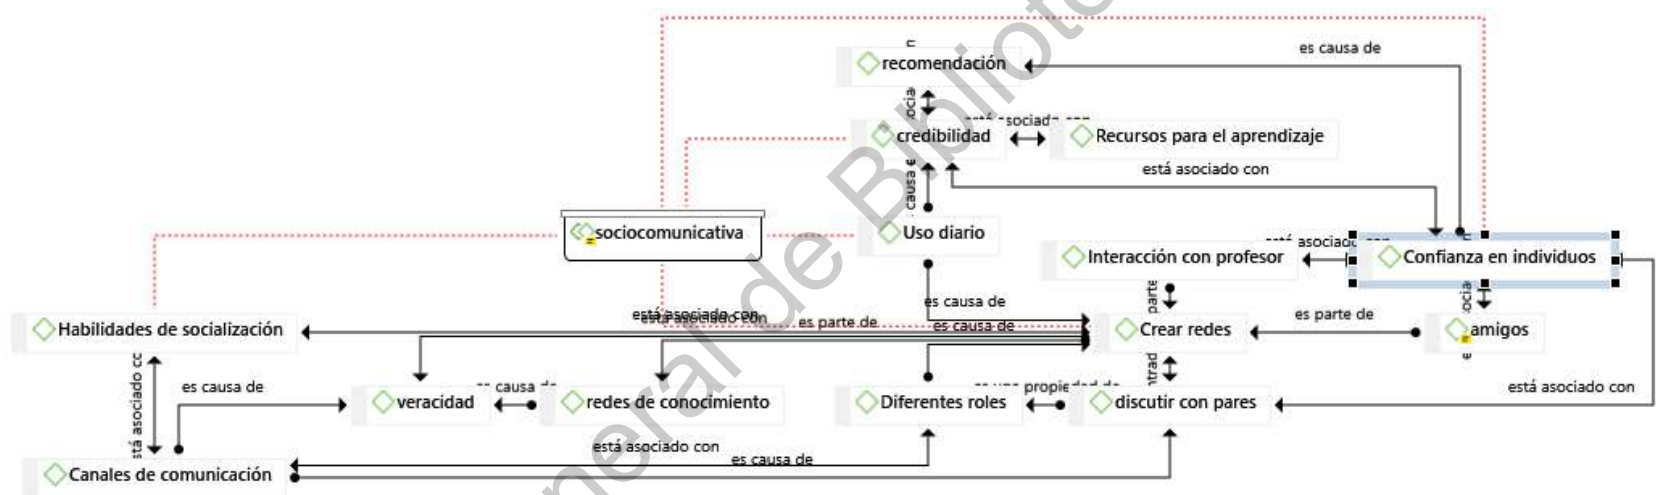 es causa de
recomendación
credibilidad
Recursos para el aprendizaje
está asociado con
sociocomunicativa
Uso diario
Interacción con profesor
Confianza en individuos
es causa de
Habilidades de socialización
está asociado con
es parte de
es causa de
Crear redes
es parte de
amigos
es causa de
veracidad
redes de conocimiento
Diferentes roles
discutir con pares
está asociado con
está asociado con
es causa de
Canales de comunicación